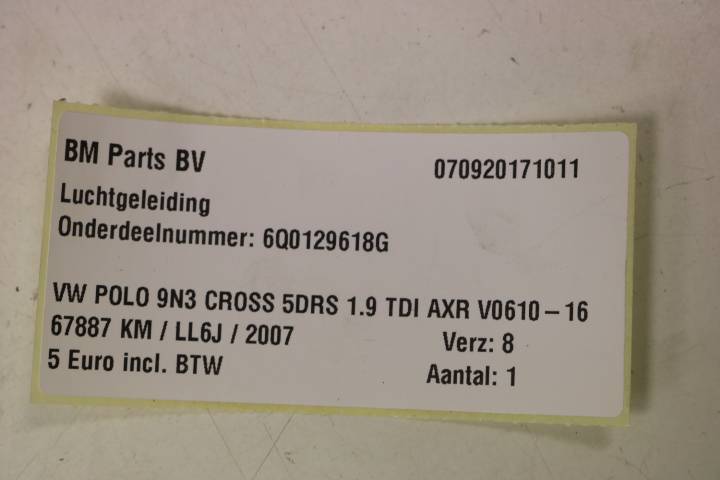 BM Parts BV 070920171011
Luchtgeleiding
Onderdeelnummer: 6Q0129618G
VW POLO 9N3 CROSS 5DRS 1.9 TDI AXR V0610-16
67887 KM / LL6J / 2007 Verz: 8
5 Euro incl. BTW Aantal: 1